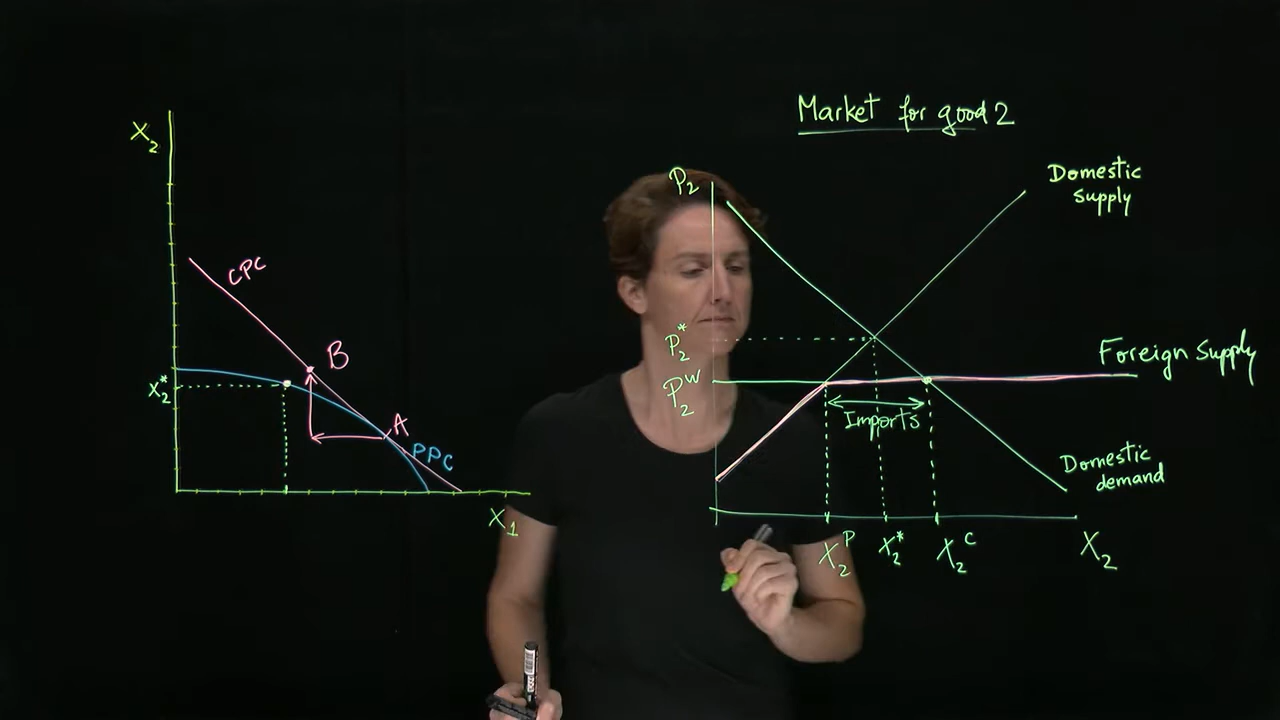 Market for good 2
X₂
CPC
B
X₂*
A
PPC
X₁
P₂
Domestic
supply
P₂*
Foreign Supply
P₂ᵂ
Imports
Domestic
demand
X₂ᴾ X₂* X₂ᶜ X₂